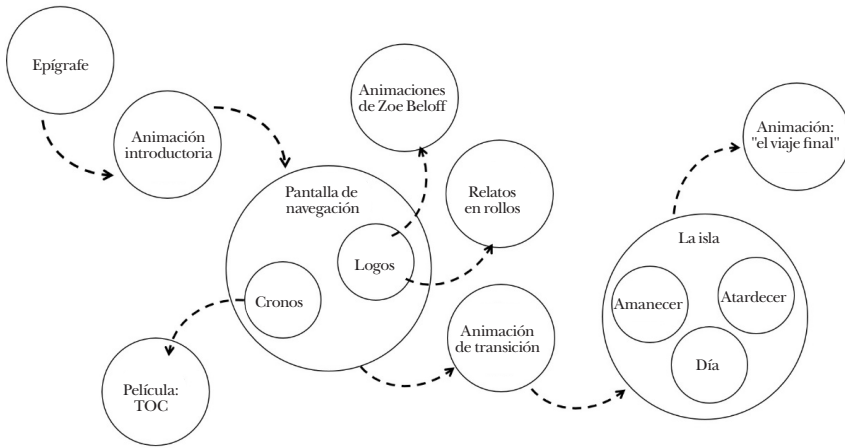 Epígrafe
Animación
introductoria
Animaciones
de Zoe Beloff
Pantalla de
navegación
Logos
Cronos
Relatos
en rollos
Película:
TOC
Animación
de transición
La isla
Amanecer
Atardecer
Día
Animación:
"el viaje final"